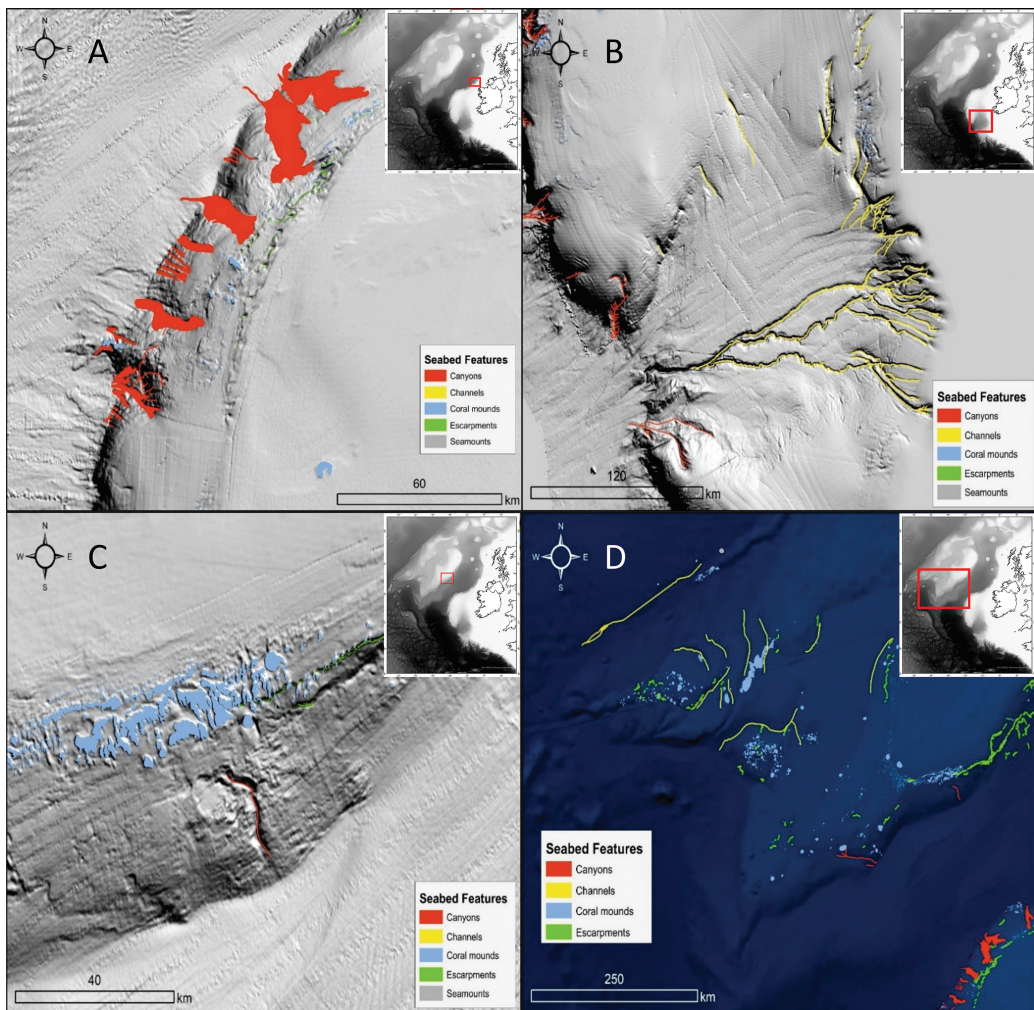 A
N
W E
S
Seabed Features
Canyons
Channels
Coral mounds
Escarpments
Seamounts
60
km
B
N
W E
S
Seabed Features
Canyons
Channels
Coral mounds
Escarpments
Seamounts
120
km
C
N
W E
S
Seabed Features
Canyons
Channels
Coral mounds
Escarpments
Seamounts
40
km
D
N
W E
S
Seabed Features
Canyons
Channels
Coral mounds
Escarpments
250
km